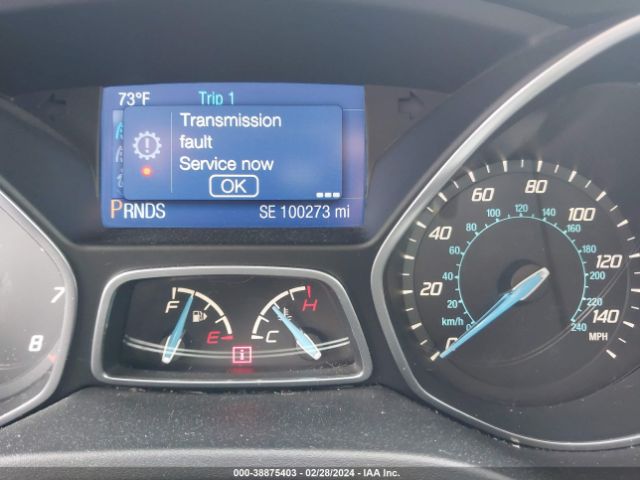 73°F Trip 1
Transmission
fault
Service now
OK
PRNDS SE 100273 mi
F E C H
7
8
0 20 40 60 80 100 120 140
MPH
0 20 40 60 80 100 120 140 160 180 200 220 240
km/h
000-38875403 - 02/28/2024 - IAA Inc.